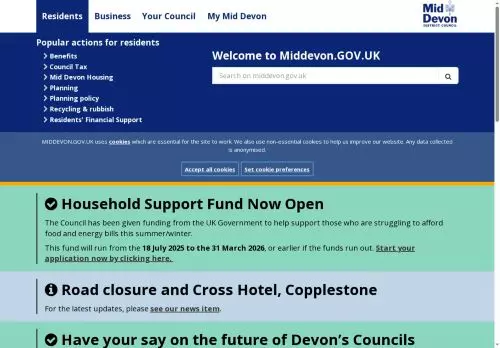 Residents Business Your Council My Mid Devon
Mid
Devon
DISTRICT COUNCIL
Popular actions for residents
Benefits
Council Tax
Mid Devon Housing
Planning
Planning policy
Recycling & rubbish
Residents' Financial Support
Welcome to Middevon.GOV.UK
Search on middevon.gov.uk
MIDDEVON.GOV.UK uses cookies which are essential for the site to work. We also use non-essential cookies to help us improve our website. Any data collected
is anonymised.
Accept all cookies Set cookie preferences
Household Support Fund Now Open
The Council has been given funding from the UK Government to help support those who are struggling to afford
food and energy bills this summer/winter.
This fund will run from the 18 July 2025 to the 31 March 2026, or earlier if the funds run out. Start your
application now by clicking here.
Road closure and Cross Hotel, Copplestone
For the latest updates, please see our news item.
Have your say on the future of Devon's Councils